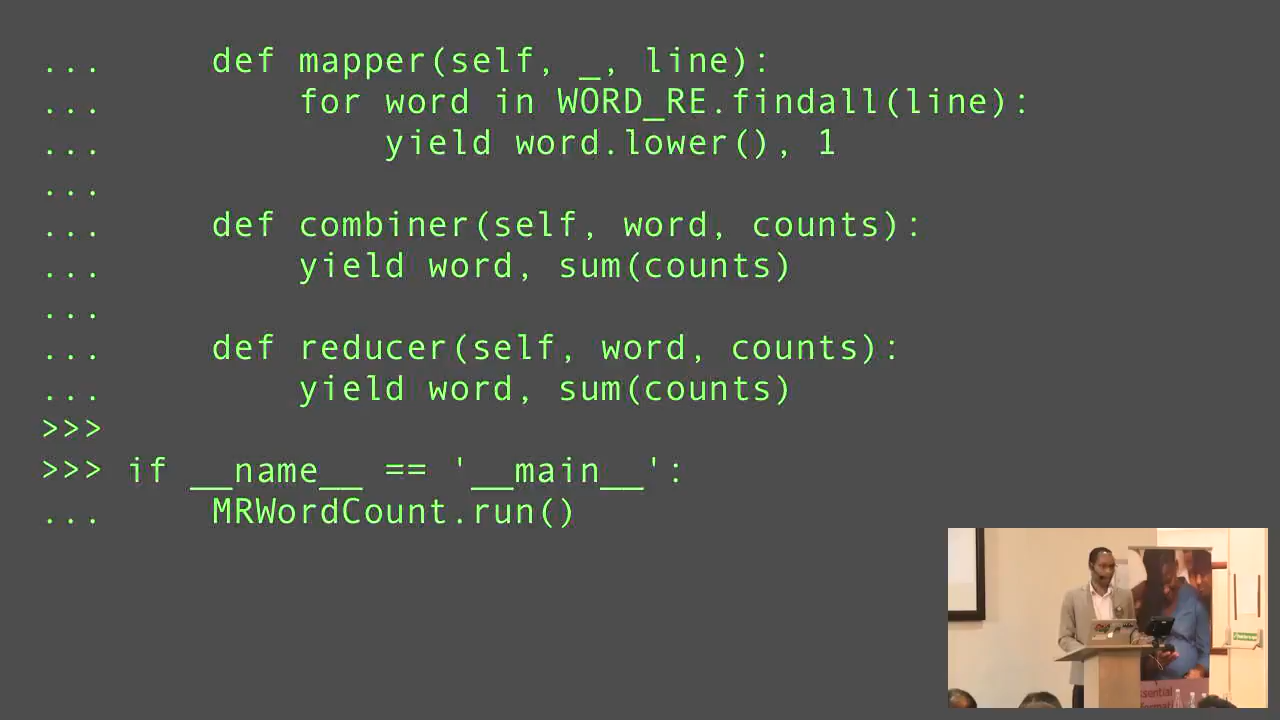 ...     def mapper(self, _, line):
...         for word in WORD_RE.findall(line):
...             yield word.lower(), 1
...
...     def combiner(self, word, counts):
...         yield word, sum(counts)
...
...     def reducer(self, word, counts):
...         yield word, sum(counts)
>>>
>>> if __name__ == '__main__':
...     MRWordCount.run()